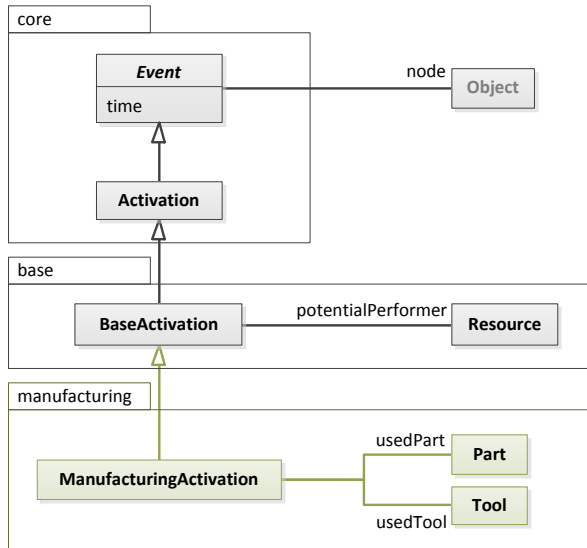 core
Event
time
node
Object
Activation
base
BaseActivation
potentialPerformer
Resource
manufacturing
ManufacturingActivation
usedPart
Part
Tool
usedTool